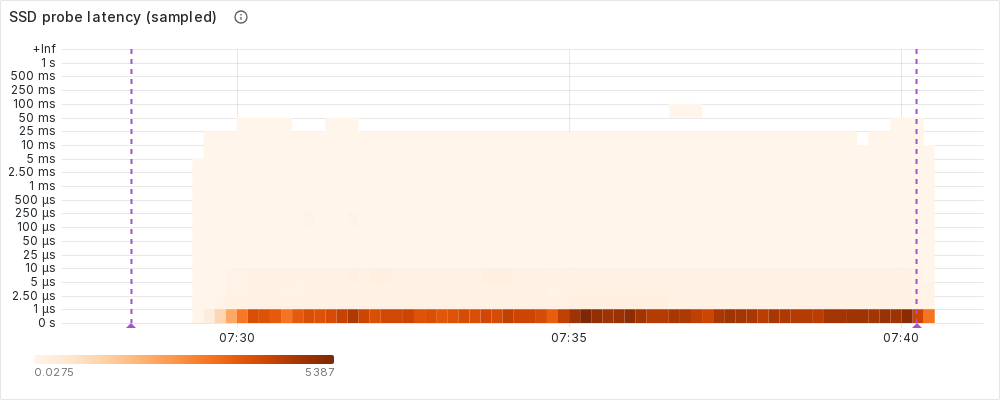 SSD probe latency (sampled)
+Inf
1 s
500 ms
250 ms
100 ms
50 ms
25 ms
10 ms
5 ms
2.50 ms
1 ms
500 µs
250 µs
100 µs
50 µs
25 µs
10 µs
5 µs
2.50 µs
1 µs
0 s
07:30 07:35 07:40
0.0275 5387